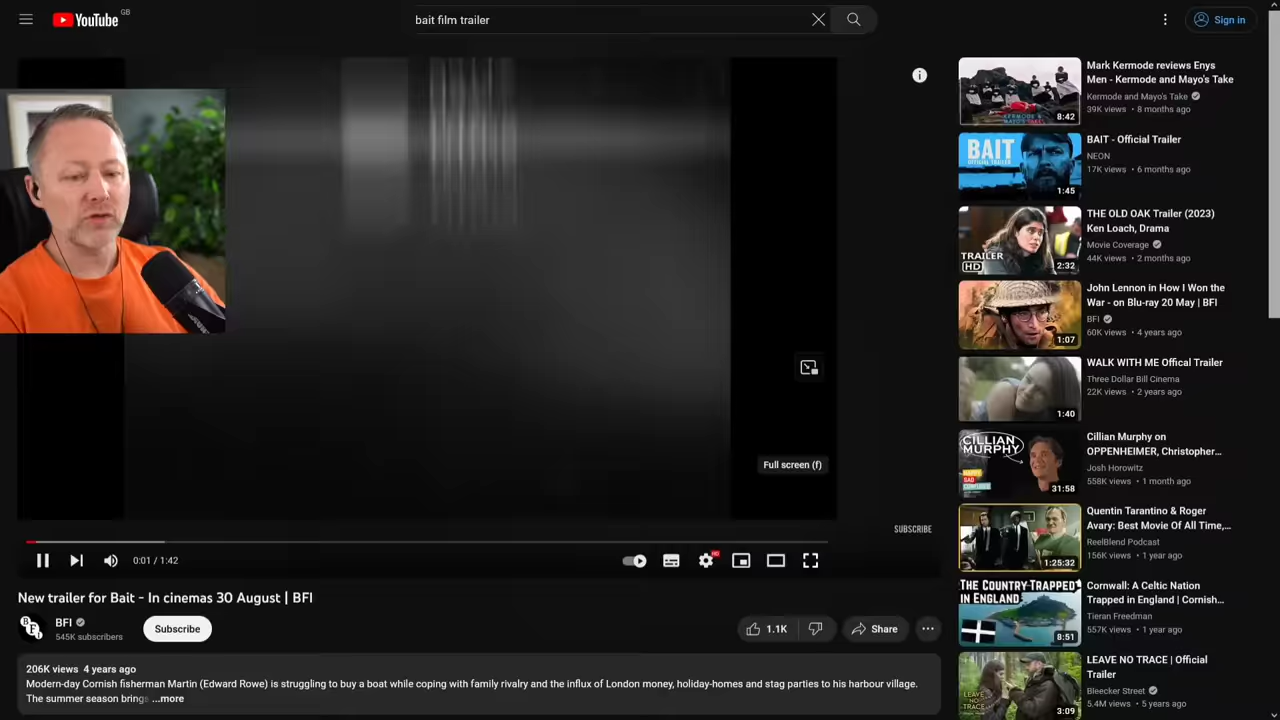 YouTube GB
bait film trailer
Sign in
Full screen (f)
SUBSCRIBE
0:01 / 1:42
HD
New trailer for Bait - In cinemas 30 August | BFI
BFI
545K subscribers
Subscribe
1.1K
Share
206K views 4 years ago
Modern-day Cornish fisherman Martin (Edward Rowe) is struggling to buy a boat while coping with family rivalry and the influx of London money, holiday-homes and stag parties to his harbour village.
The summer season brings ...more
8:42
Mark Kermode reviews Enys
Men - Kermode and Mayo's Take
Kermode and Mayo's Take
39K views • 8 months ago
BAIT
OFFICIAL TRAILER
1:45
BAIT - Official Trailer
NEON
17K views • 6 months ago
TRAILER
HD
2:32
THE OLD OAK Trailer (2023)
Ken Loach, Drama
Movie Coverage
44K views • 2 months ago
1:07
John Lennon in How I Won the
War - on Blu-ray 20 May | BFI
BFI
60K views • 4 years ago
1:40
WALK WITH ME Offical Trailer
Three Dollar Bill Cinema
22K views • 2 years ago
CILLIAN
MURPHY
HAPPY
SAD
CONFUSED
31:58
Cillian Murphy on
OPPENHEIMER, Christopher...
Josh Horowitz
558K views • 1 month ago
1:25:32
Quentin Tarantino & Roger
Avary: Best Movie Of All Time,...
ReelBlend Podcast
156K views • 1 year ago
THE COUNTRY TRAPPED
IN ENGLAND
8:51
Cornwall: A Celtic Nation
Trapped in England | Cornish...
Tieran Freedman
557K views • 1 year ago
LEAVE
NO
TRACE
3:09
LEAVE NO TRACE | Official
Trailer
Bleecker Street
5.4M views • 5 years ago